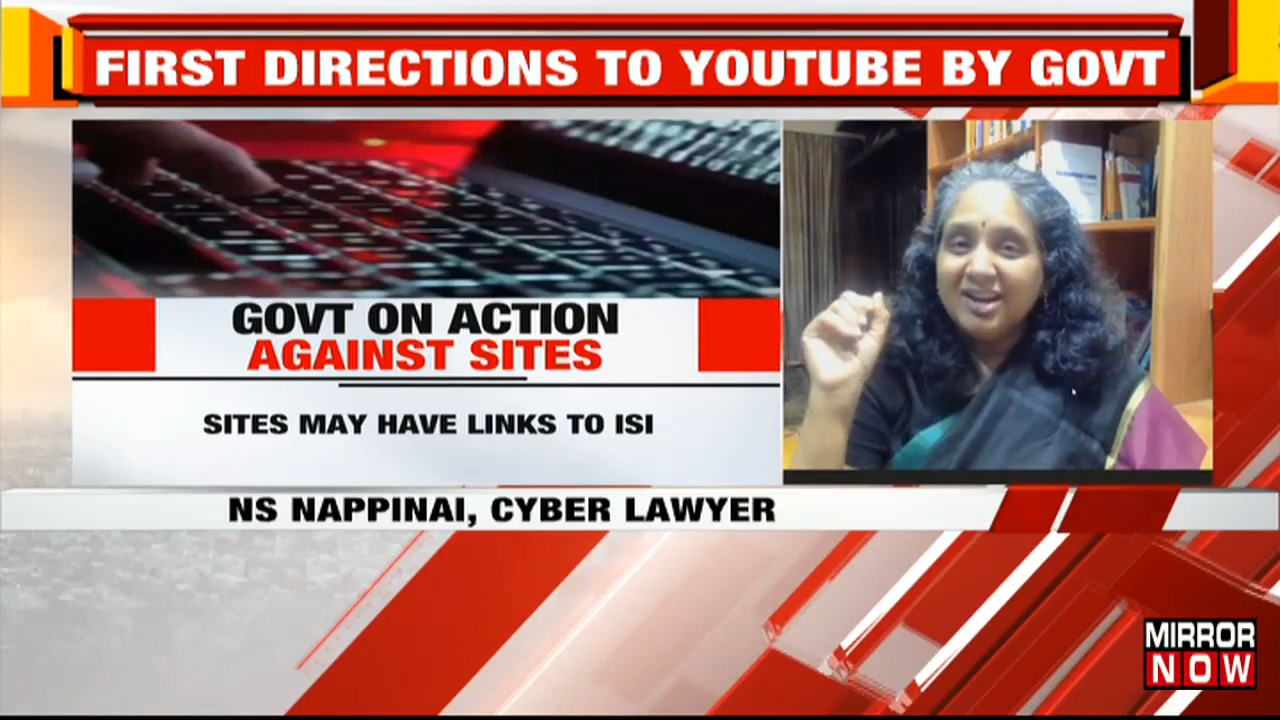 FIRST DIRECTIONS TO YOUTUBE BY GOVT
GOVT ON ACTION
AGAINST SITES
SITES MAY HAVE LINKS TO ISI
NS NAPPINAI, CYBER LAWYER
MIRROR
NOW